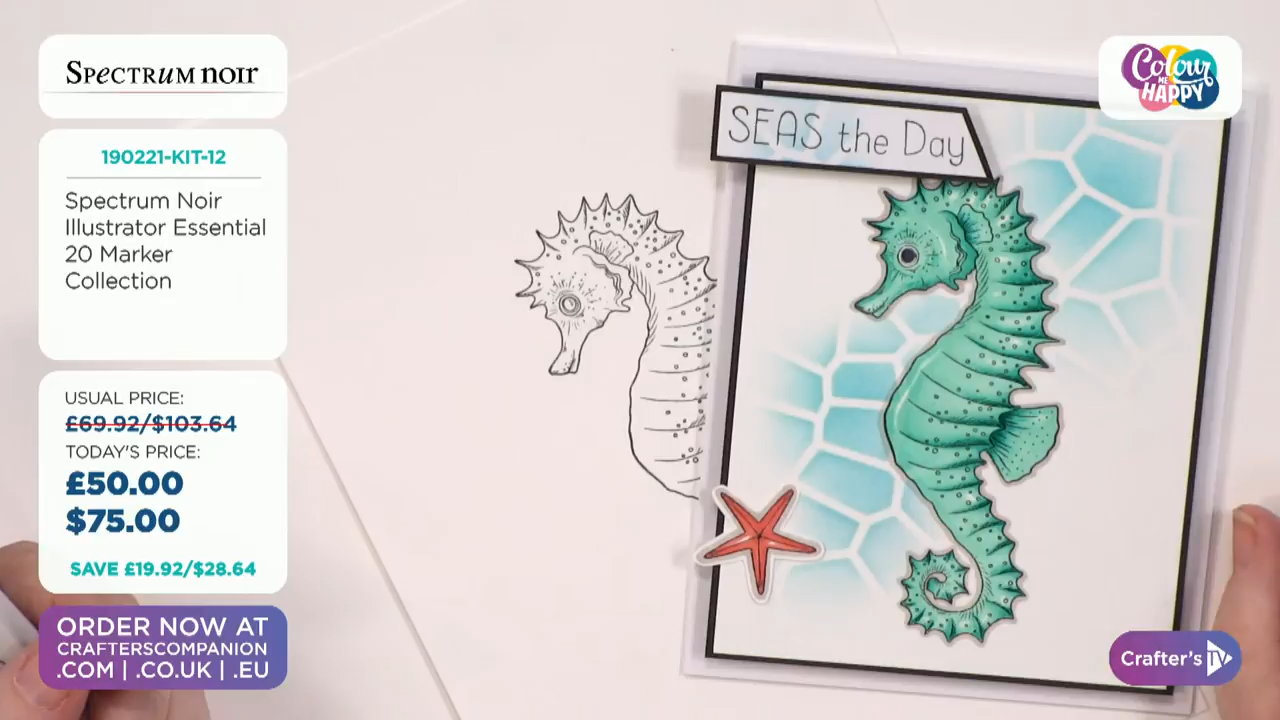 SPECTRUM NOIR
190221-KIT-12
Spectrum Noir
Illustrator Essential
20 Marker
Collection
USUAL PRICE:
£69.92/$103.64
TODAY'S PRICE:
£50.00
$75.00
SAVE £19.92/$28.64
ORDER NOW AT
CRAFTERSCOMPANION
.COM | .CO.UK | .EU
SEAS the Day
Colour
ME
HAPPY
Crafter's TV